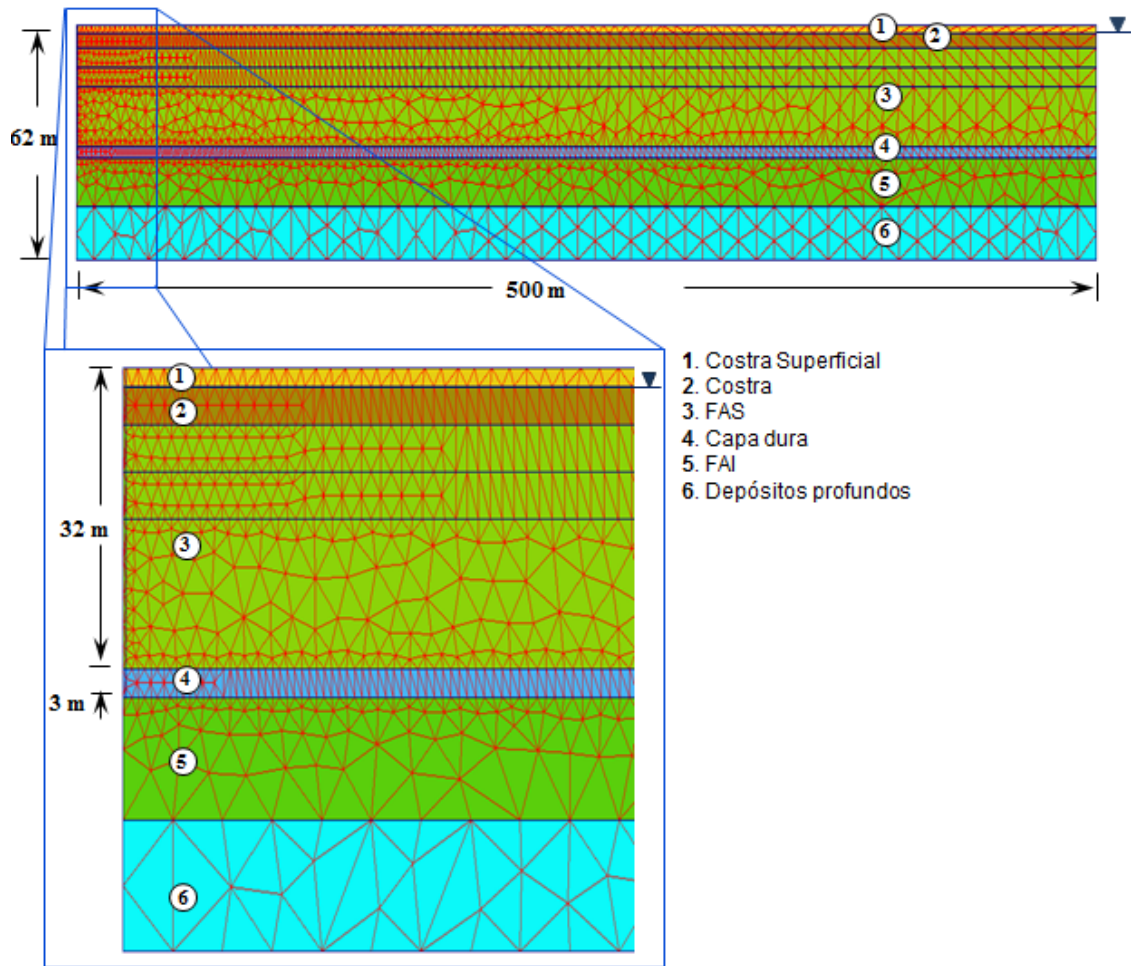 1
2
3
62 m
4
5
6
500 m
1
2
32 m
3
4
3 m
5
6
1. Costra Superficial
2. Costra
3. FAS
4. Capa dura
5. FAI
6. Depósitos profundos